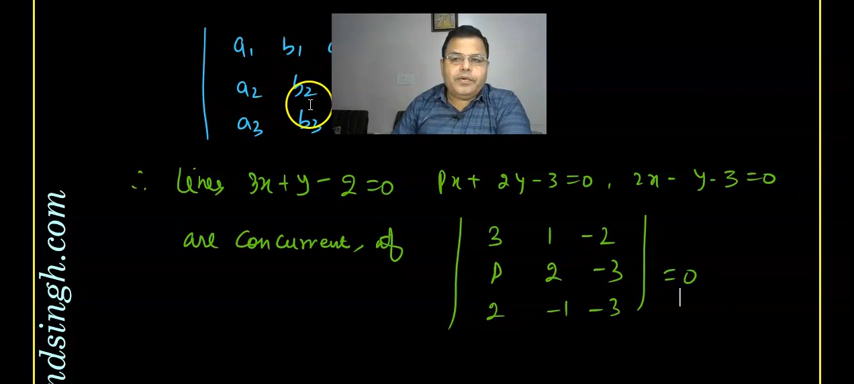 a₁ b₁
a₂ b₂
a₃ b₃
∴ lines 3x+y-2=0 px+2y-3=0, 2x-y-3=0
are concurrent, if
3 1 -2
p 2 -3 =0
2 -1 -3
ndsingh.com